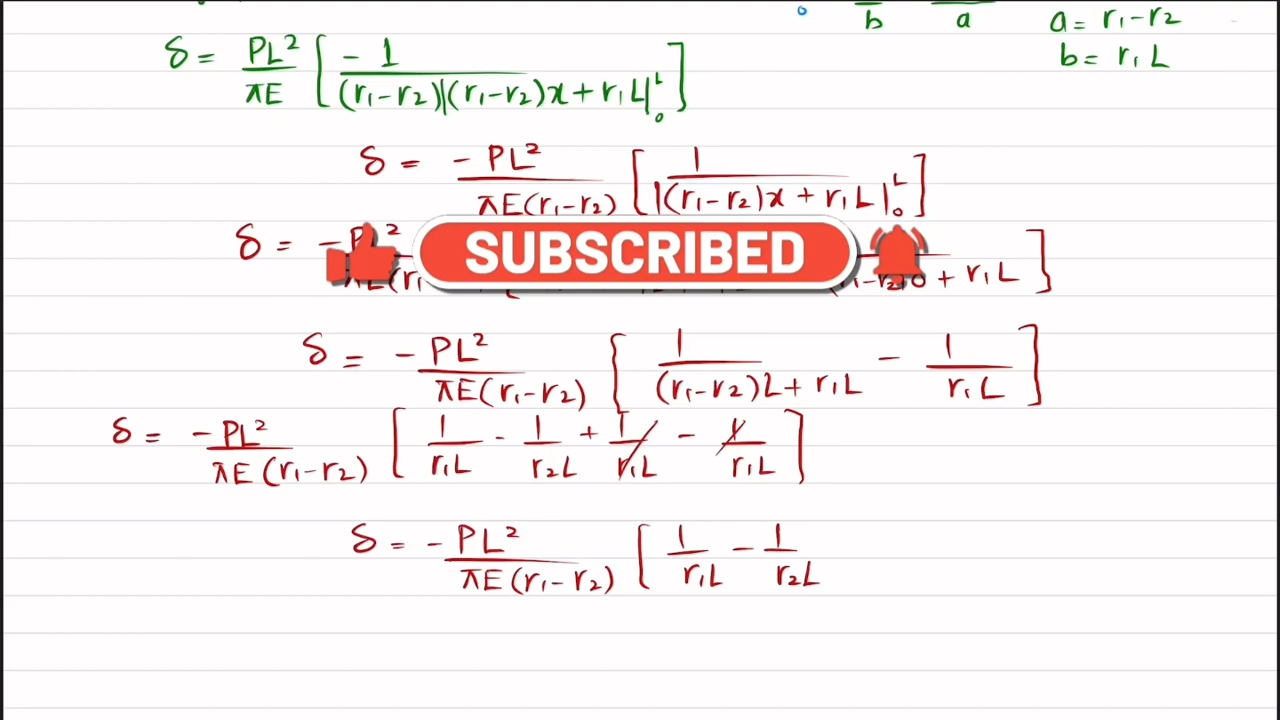 b a a = r₁-r₂
b = r₁L
δ = PL²/πE [ -1/(r₁-r₂)|(r₁-r₂)x + r₁L|₀ᴸ ]
δ = -PL²/πE(r₁-r₂) [ 1/|(r₁-r₂)x + r₁L|₀ᴸ ]
δ = -PL² + r₁L ]
SUBSCRIBED
δ = -PL²/πE(r₁-r₂) [ 1/(r₁-r₂)L + r₁L - 1/r₁L ]
δ = -PL²/πE(r₁-r₂) [ 1/r₁L - 1/r₂L + 1/r₁L - 1/r₁L ]
δ = -PL²/πE(r₁-r₂) [ 1/r₁L - 1/r₂L